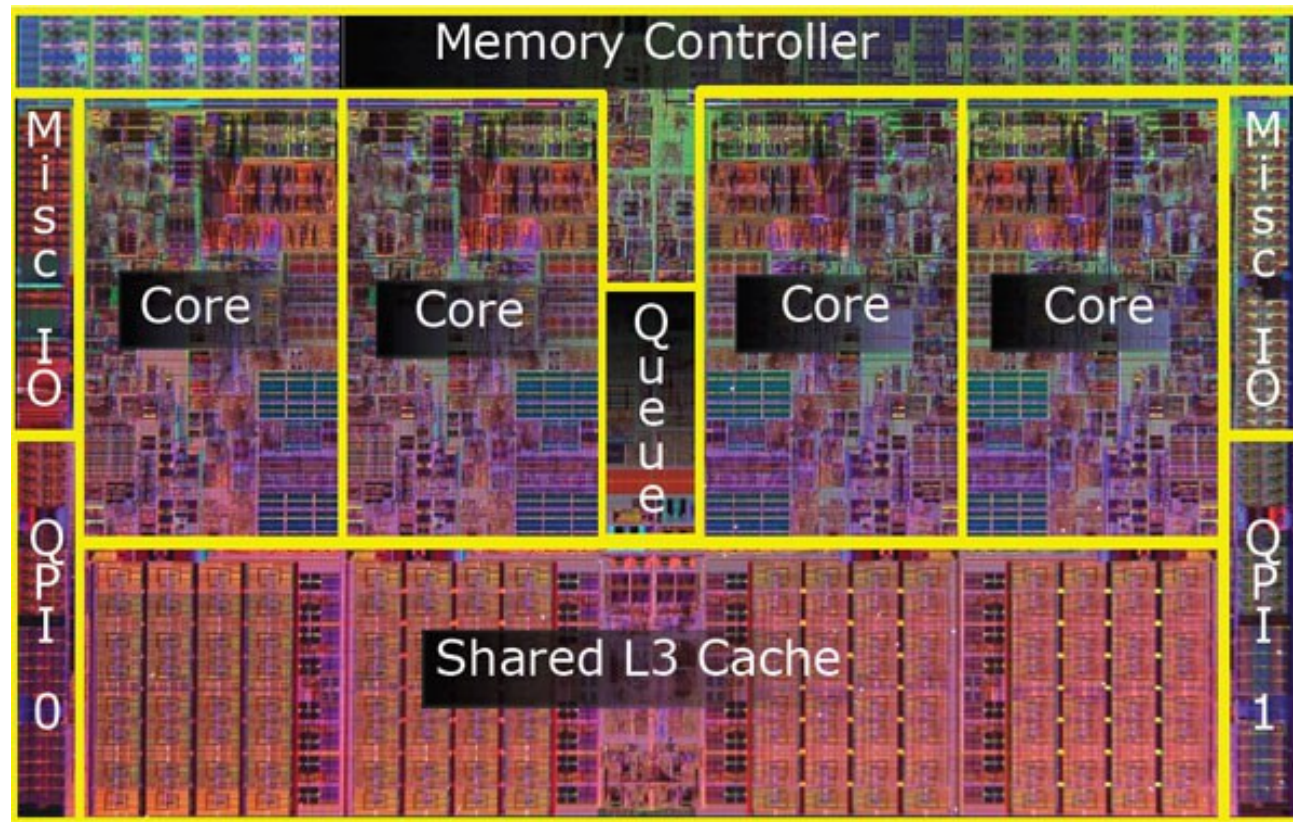 Memory Controller
Misc IO
Core
Core
Queue
Core
Core
Misc IO
QPI 0
Shared L3 Cache
QPI 1